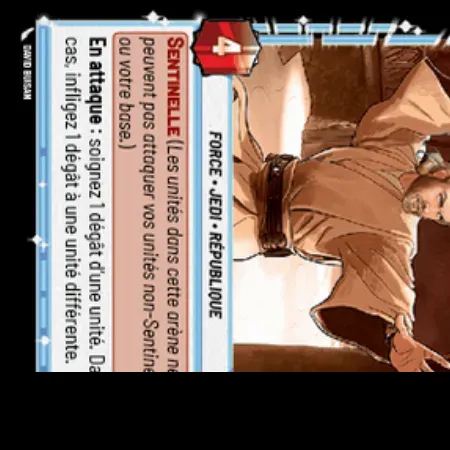 4
FORCE • JEDI • RÉPUBLIQUE
SENTINELLE (Les unités dans cette arène ne
peuvent pas attaquer vos unités non-Sentine
ou votre base.)
En attaque : soignez 1 dégât d'une unité. Da
cas, infligez 1 dégât à une unité différente.
DAVID BUISAN